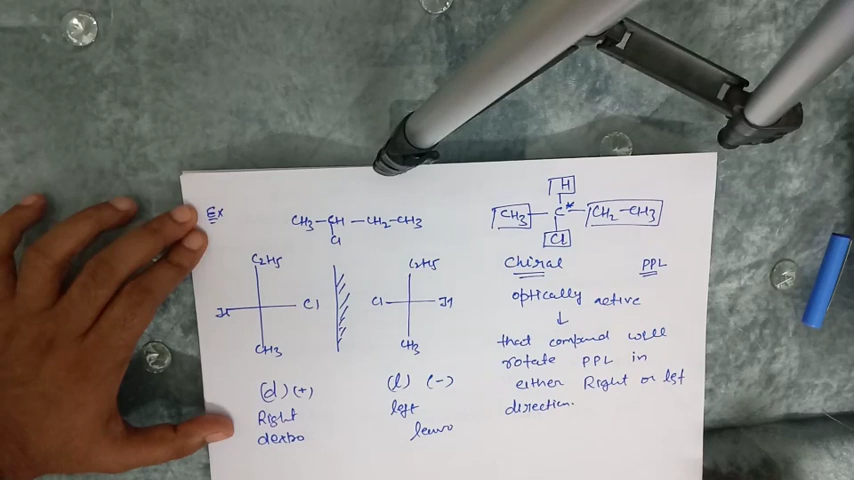 Ex
CH3-CH-CH2-CH3
Cl
H
CH3-C*-CH2-CH3
Cl
C2H5
H Cl
CH3
C2H5
Cl H
CH3
(d) (+)
Right
dextro
(l) (-)
left
levo
Chiral PPL
optically active
↓
that compound will
rotate PPL in
either Right or left
direction.